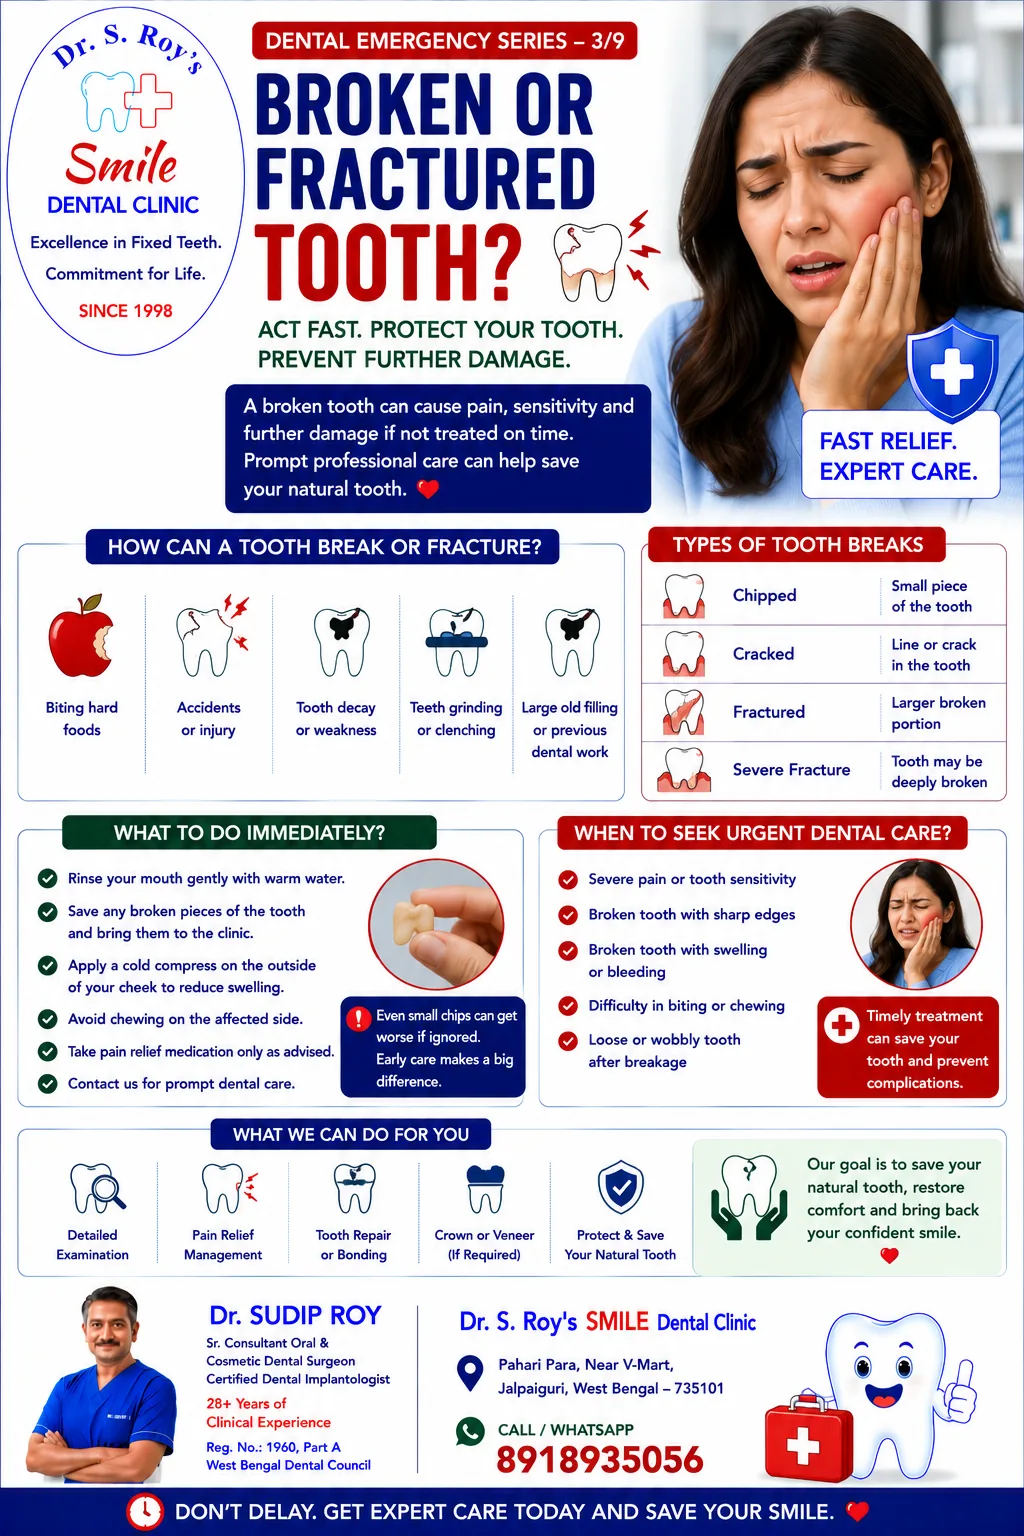 Dr. S. Roy's
Smile
DENTAL CLINIC
Excellence in Fixed Teeth.
Commitment for Life.
SINCE 1998
DENTAL EMERGENCY SERIES – 3/9
BROKEN OR
FRACTURED
TOOTH?
ACT FAST. PROTECT YOUR TOOTH.
PREVENT FURTHER DAMAGE.
A broken tooth can cause pain, sensitivity and
further damage if not treated on time.
Prompt professional care can help save
your natural tooth.
FAST RELIEF.
EXPERT CARE.
HOW CAN A TOOTH BREAK OR FRACTURE?
Biting hard
foods
Accidents
or injury
Tooth decay
or weakness
Teeth grinding
or clenching
Large old filling
or previous
dental work
TYPES OF TOOTH BREAKS
Chipped
Small piece
of the tooth
Cracked
Line or crack
in the tooth
Fractured
Larger broken
portion
Severe Fracture
Tooth may be
deeply broken
WHAT TO DO IMMEDIATELY?
Rinse your mouth gently with warm water.
Save any broken pieces of the tooth
and bring them to the clinic.
Apply a cold compress on the outside
of your cheek to reduce swelling.
Avoid chewing on the affected side.
Take pain relief medication only as advised.
Contact us for prompt dental care.
Even small chips can get
worse if ignored.
Early care makes a big
difference.
WHEN TO SEEK URGENT DENTAL CARE?
Severe pain or tooth sensitivity
Broken tooth with sharp edges
Broken tooth with swelling
or bleeding
Difficulty in biting or chewing
Loose or wobbly tooth
after breakage
Timely treatment
can save your
tooth and prevent
complications.
WHAT WE CAN DO FOR YOU
Detailed
Examination
Pain Relief
Management
Tooth Repair
or Bonding
Crown or Veneer
(If Required)
Protect & Save
Your Natural Tooth
Our goal is to save your
natural tooth, restore
comfort and bring back
your confident smile.
Dr. SUDIP ROY
Sr. Consultant Oral &
Cosmetic Dental Surgeon
Certified Dental Implantologist
28+ Years of
Clinical Experience
Reg. No.: 1960, Part A
West Bengal Dental Council
Dr. S. Roy's SMILE Dental Clinic
Pahari Para, Near V-Mart,
Jalpaiguri, West Bengal – 735101
CALL / WHATSAPP
8918935056
DON'T DELAY. GET EXPERT CARE TODAY AND SAVE YOUR SMILE.